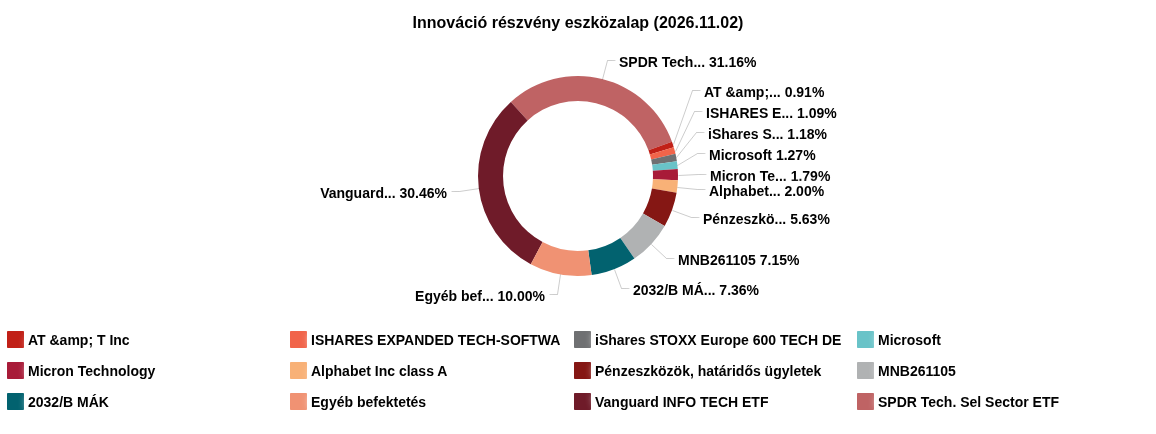 Innováció részvény eszközalap (2026.11.02)
SPDR Tech... 31.16%
AT &amp;... 0.91%
ISHARES E... 1.09%
iShares S... 1.18%
Microsoft 1.27%
Micron Te... 1.79%
Alphabet... 2.00%
Vanguard... 30.46%
Pénzeszkö... 5.63%
MNB261105 7.15%
2032/B MÁ... 7.36%
Egyéb bef... 10.00%
AT &amp; T Inc
ISHARES EXPANDED TECH-SOFTWA
iShares STOXX Europe 600 TECH DE
Microsoft
Micron Technology
Alphabet Inc class A
Pénzeszközök, határidős ügyletek
MNB261105
2032/B MÁK
Egyéb befektetés
Vanguard INFO TECH ETF
SPDR Tech. Sel Sector ETF